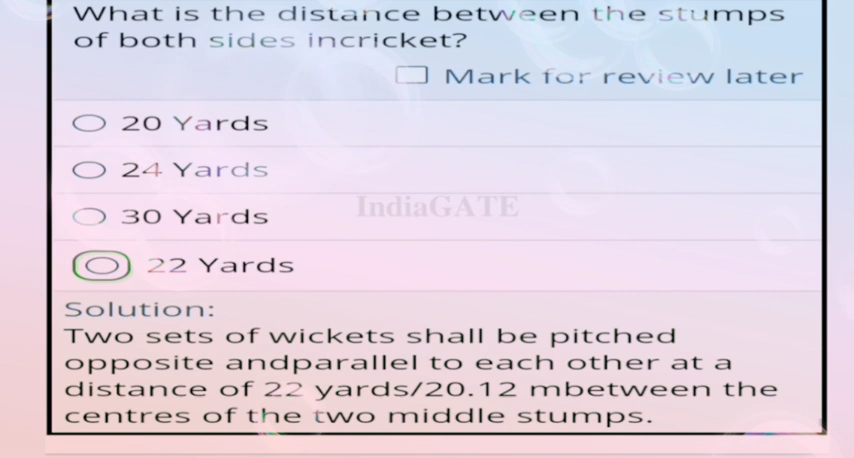 What is the distance between the stumps
of both sides incricket?
Mark for review later
20 Yards
24 Yards
30 Yards
IndiaGATE
22 Yards
Solution:
Two sets of wickets shall be pitched
opposite andparallel to each other at a
distance of 22 yards/20.12 mbetween the
centres of the two middle stumps.